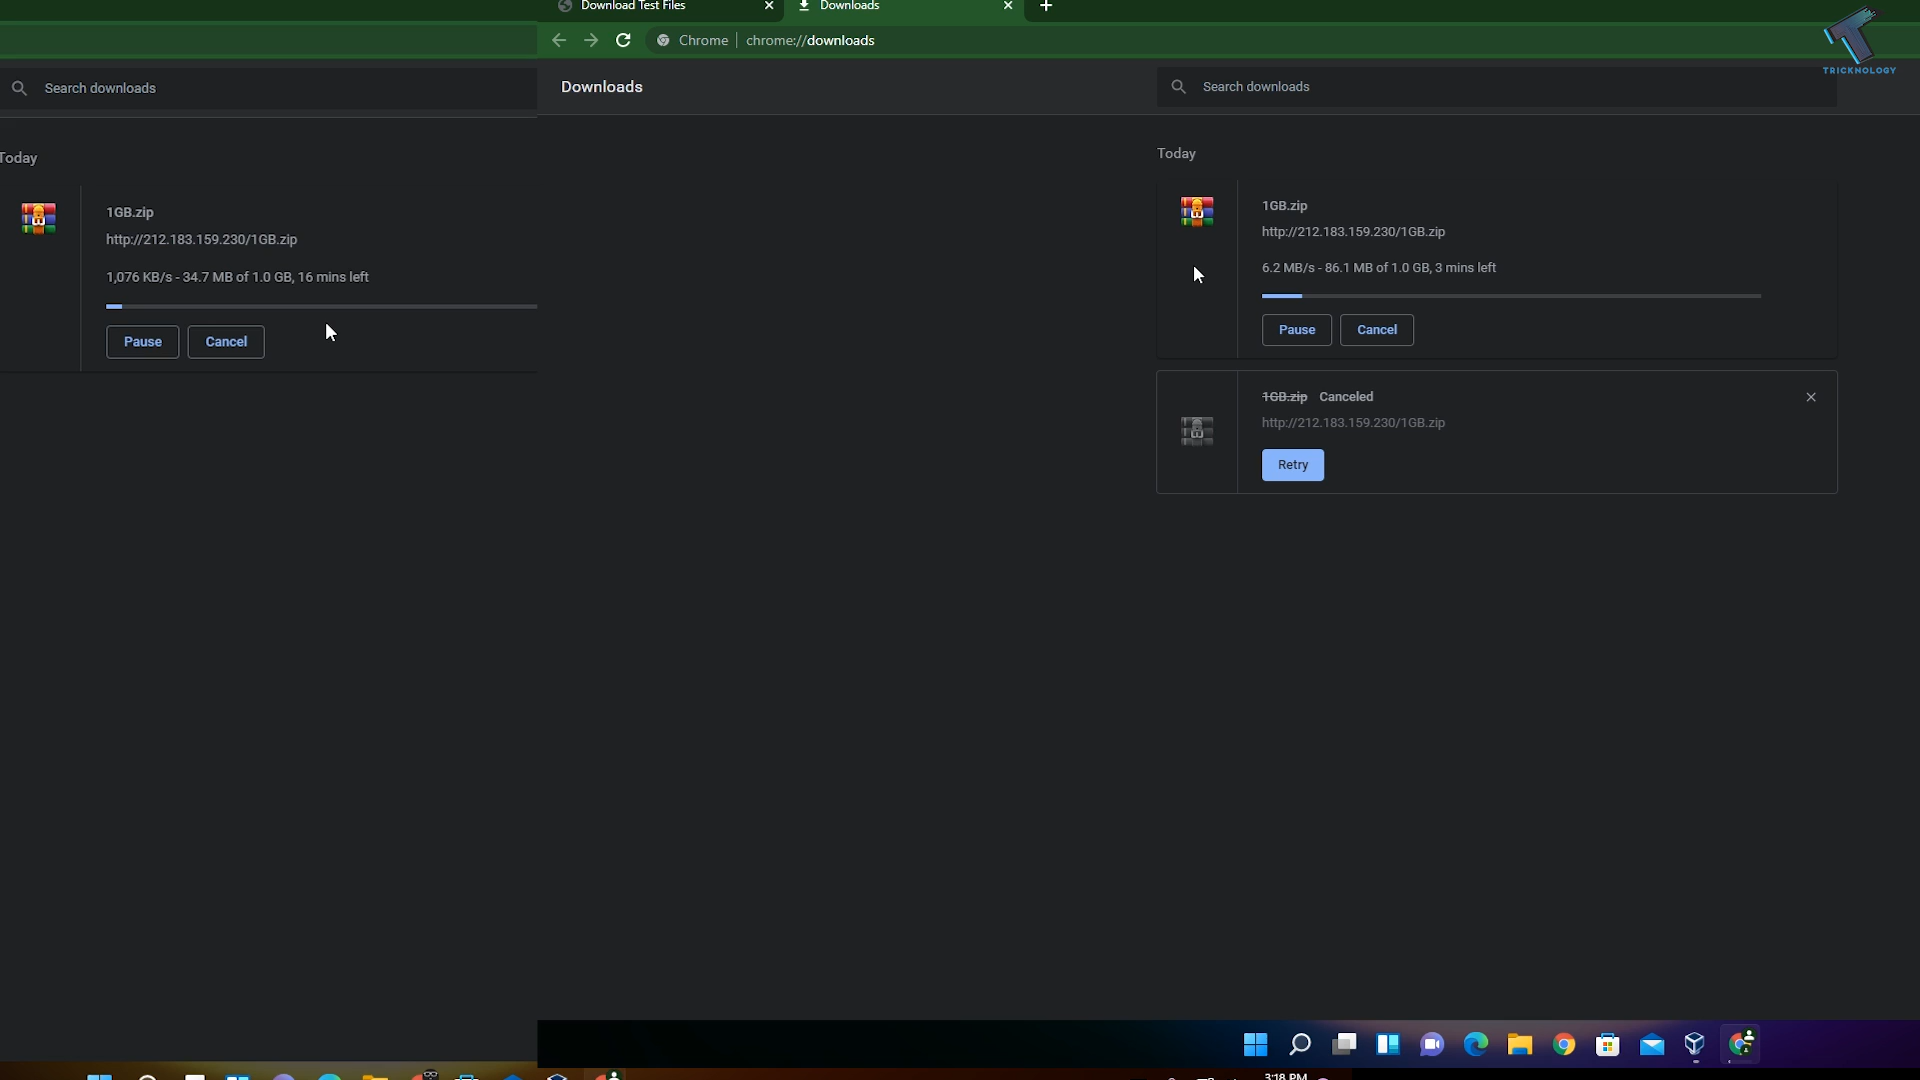 Search downloads
Today
1GB.zip
http://212.183.159.230/1GB.zip
1,076 KB/s - 34.7 MB of 1.0 GB, 16 mins left
Pause
Cancel
Download Test Files
Downloads
Chrome
chrome://downloads
TRICKNOLOGY
Downloads
Search downloads
Today
1GB.zip
http://212.183.159.230/1GB.zip
6.2 MB/s - 86.1 MB of 1.0 GB, 3 mins left
Pause
Cancel
1GB.zip Canceled
http://212.183.159.230/1GB.zip
Retry
3:18 PM